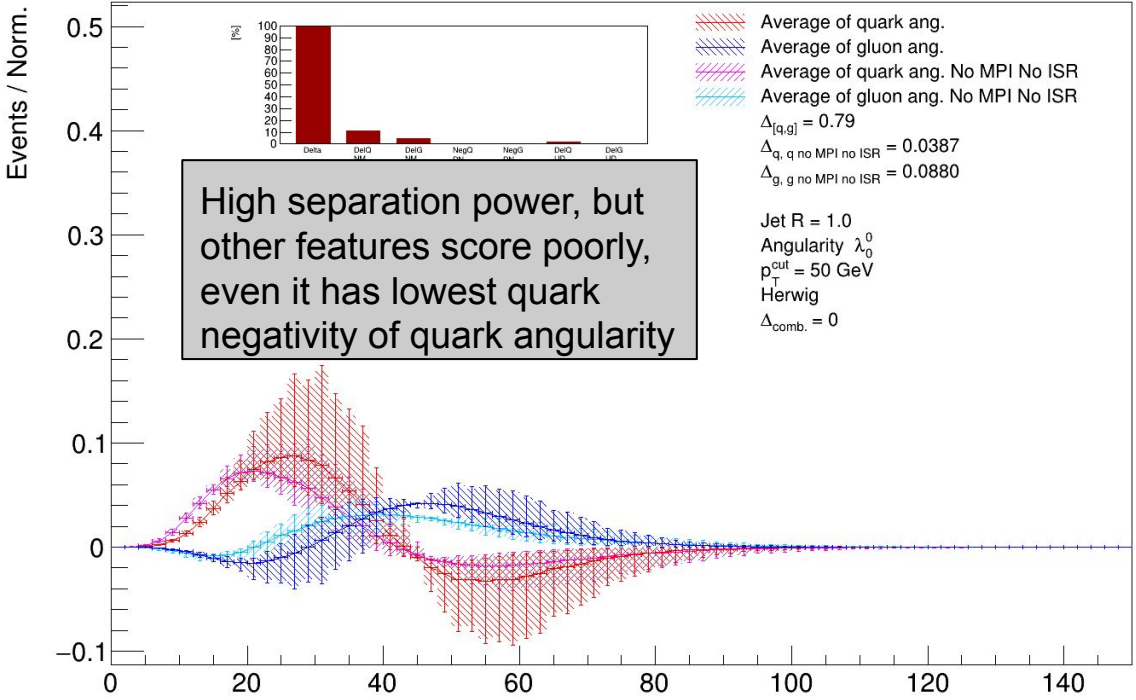 Events / Norm.
0.5
0.4
0.3
0.2
0.1
0
−0.1
[%]
100
90
80
70
60
50
40
30
20
10
0
Delta DelQ DelG NegQ NegG DelQ DelG
NM NM
Average of quark ang.
Average of gluon ang.
Average of quark ang. No MPI No ISR
Average of gluon ang. No MPI No ISR
Δ[q,g] = 0.79
Δq, q no MPI no ISR = 0.0387
Δg, g no MPI no ISR = 0.0880
Jet R = 1.0
Angularity λ⁰₀
pTcut = 50 GeV
Herwig
Δcomb. = 0
High separation power, but
other features score poorly,
even it has lowest quark
negativity of quark angularity
0 20 40 60 80 100 120 140